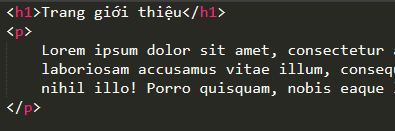 <h1>Trang giới thiệu</h1>
<p>
Lorem ipsum dolor sit amet, consectetur
laboriosam accusamus vitae illum,
nihil illo! Porro quisquam, nobis eaque
</p>